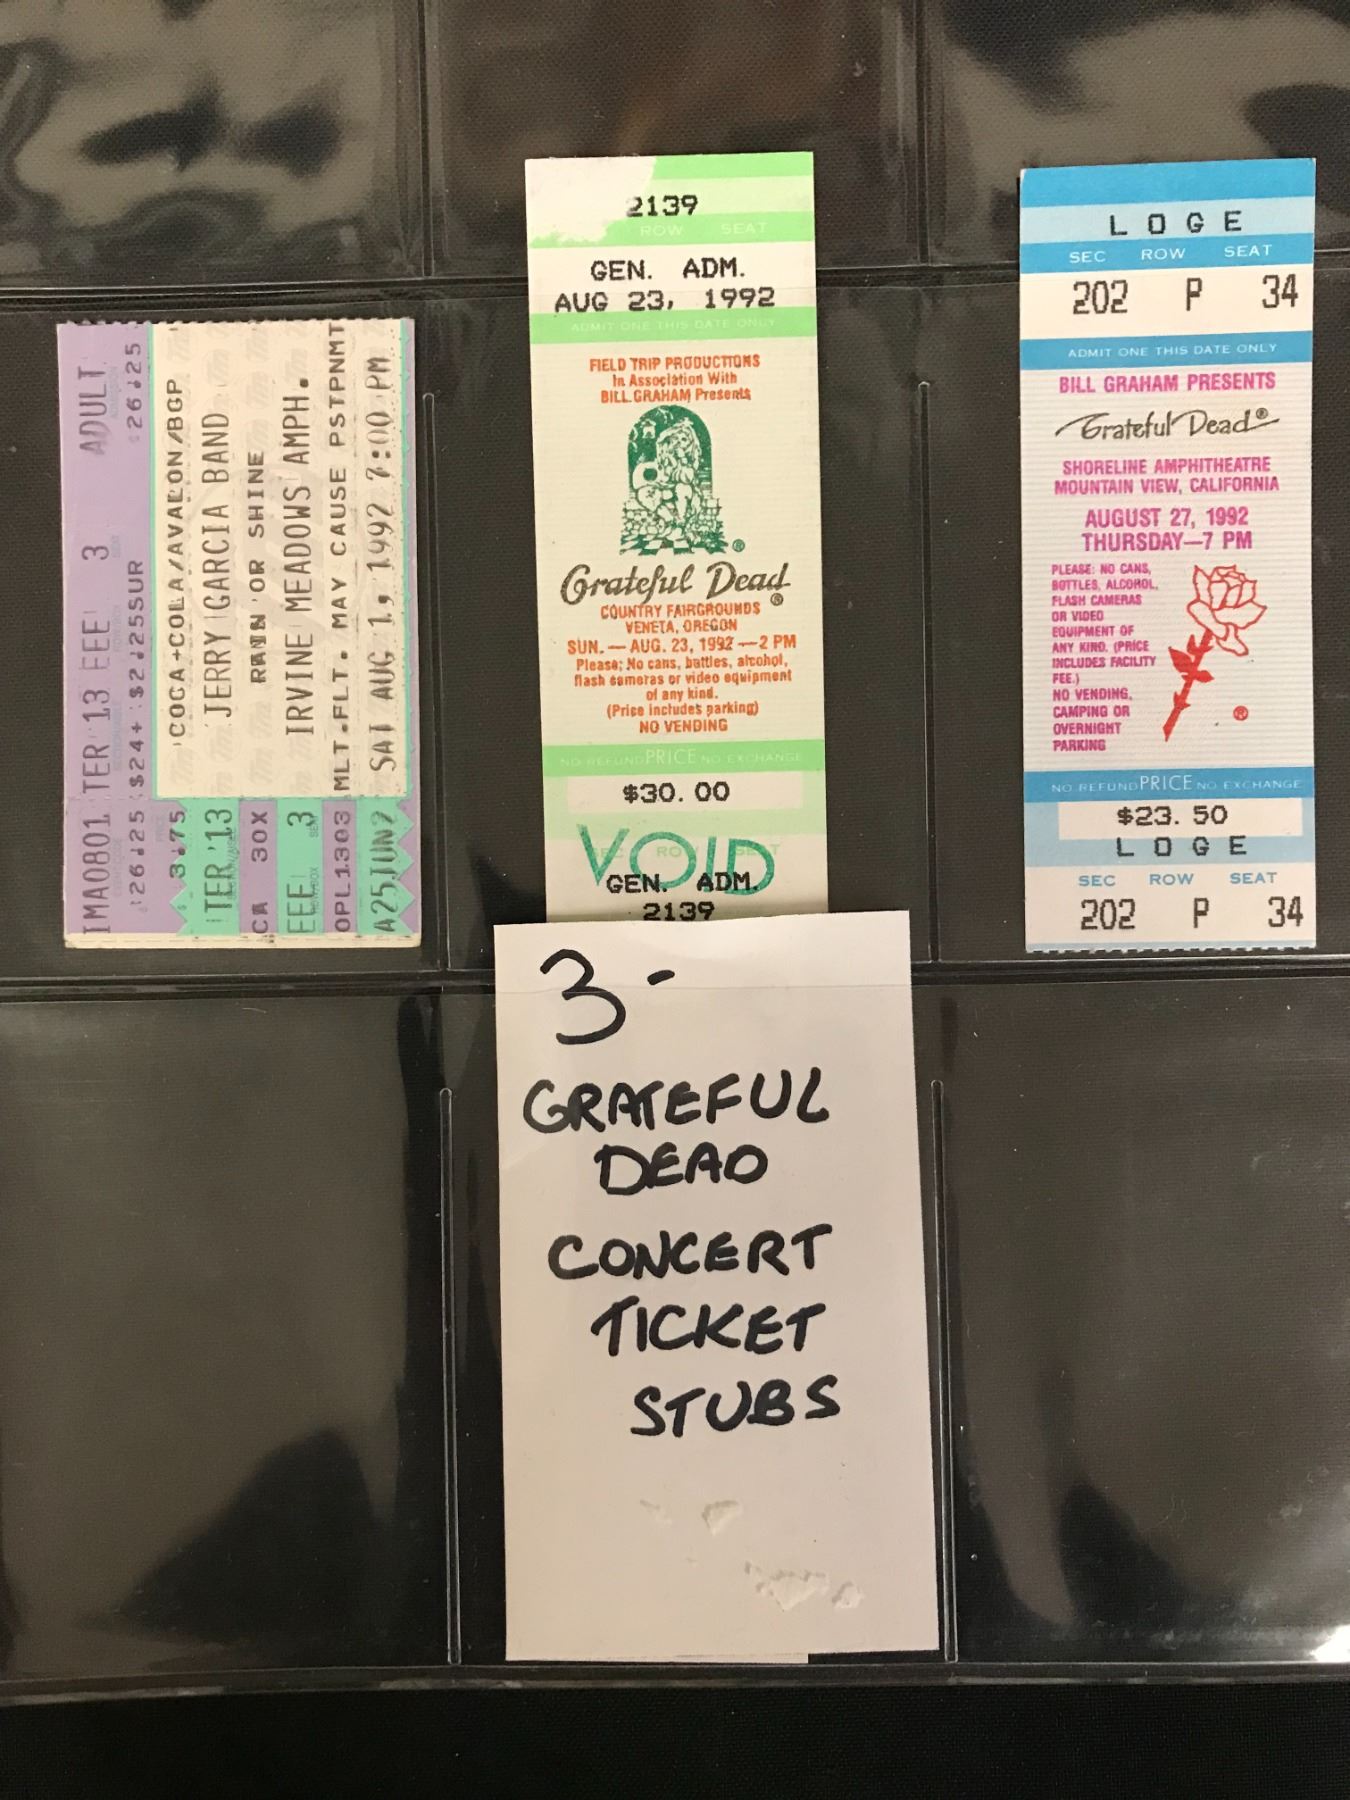 ADULT
26.25
TER 13 EEE 3
$24+ $2.25SUR
IMA0801
26.25
COCA-COLA/AVALON/BGP
JERRY GARCIA BAND
RAIN OR SHINE
IRVINE MEADOWS AMPH.
MLT.FLT. MAY CAUSE PSTPNMT
SAT AUG 1, 1992 7:00 PM
3.75
TER 13
CA 30X
EEE 3
OPL1303
A25JUN2
2139
ROW SEAT
GEN. ADM.
AUG 23, 1992
ADMIT ONE THIS DATE ONLY
FIELD TRIP PRODUCTIONS
In Association With
BILL GRAHAM Presents
Grateful Dead®
COUNTRY FAIRGROUNDS
VENETA, OREGON
SUN. — AUG. 23, 1992 — 2 PM
Please; No cans, bottles, alcohol,
flash cameras or video equipment
of any kind.
(Price includes parking)
NO VENDING
NO REFUND PRICE NO EXCHANGE
$30.00
VOID
SEC ROW SEAT
GEN. ADM.
2139
LOGE
SEC ROW SEAT
202 P 34
ADMIT ONE THIS DATE ONLY
BILL GRAHAM PRESENTS
Grateful Dead®
SHORELINE AMPHITHEATRE
MOUNTAIN VIEW, CALIFORNIA
AUGUST 27, 1992
THURSDAY—7 PM
PLEASE: NO CANS,
BOTTLES, ALCOHOL,
FLASH CAMERAS
OR VIDEO
EQUIPMENT OF
ANY KIND. (PRICE
INCLUDES FACILITY
FEE.)
NO VENDING,
CAMPING OR
OVERNIGHT
PARKING
®
NO REFUND PRICE NO EXCHANGE
$23.50
LOGE
SEC ROW SEAT
202 P 34
3-
GRATEFUL
DEAD
CONCERT
TICKET
STUBS